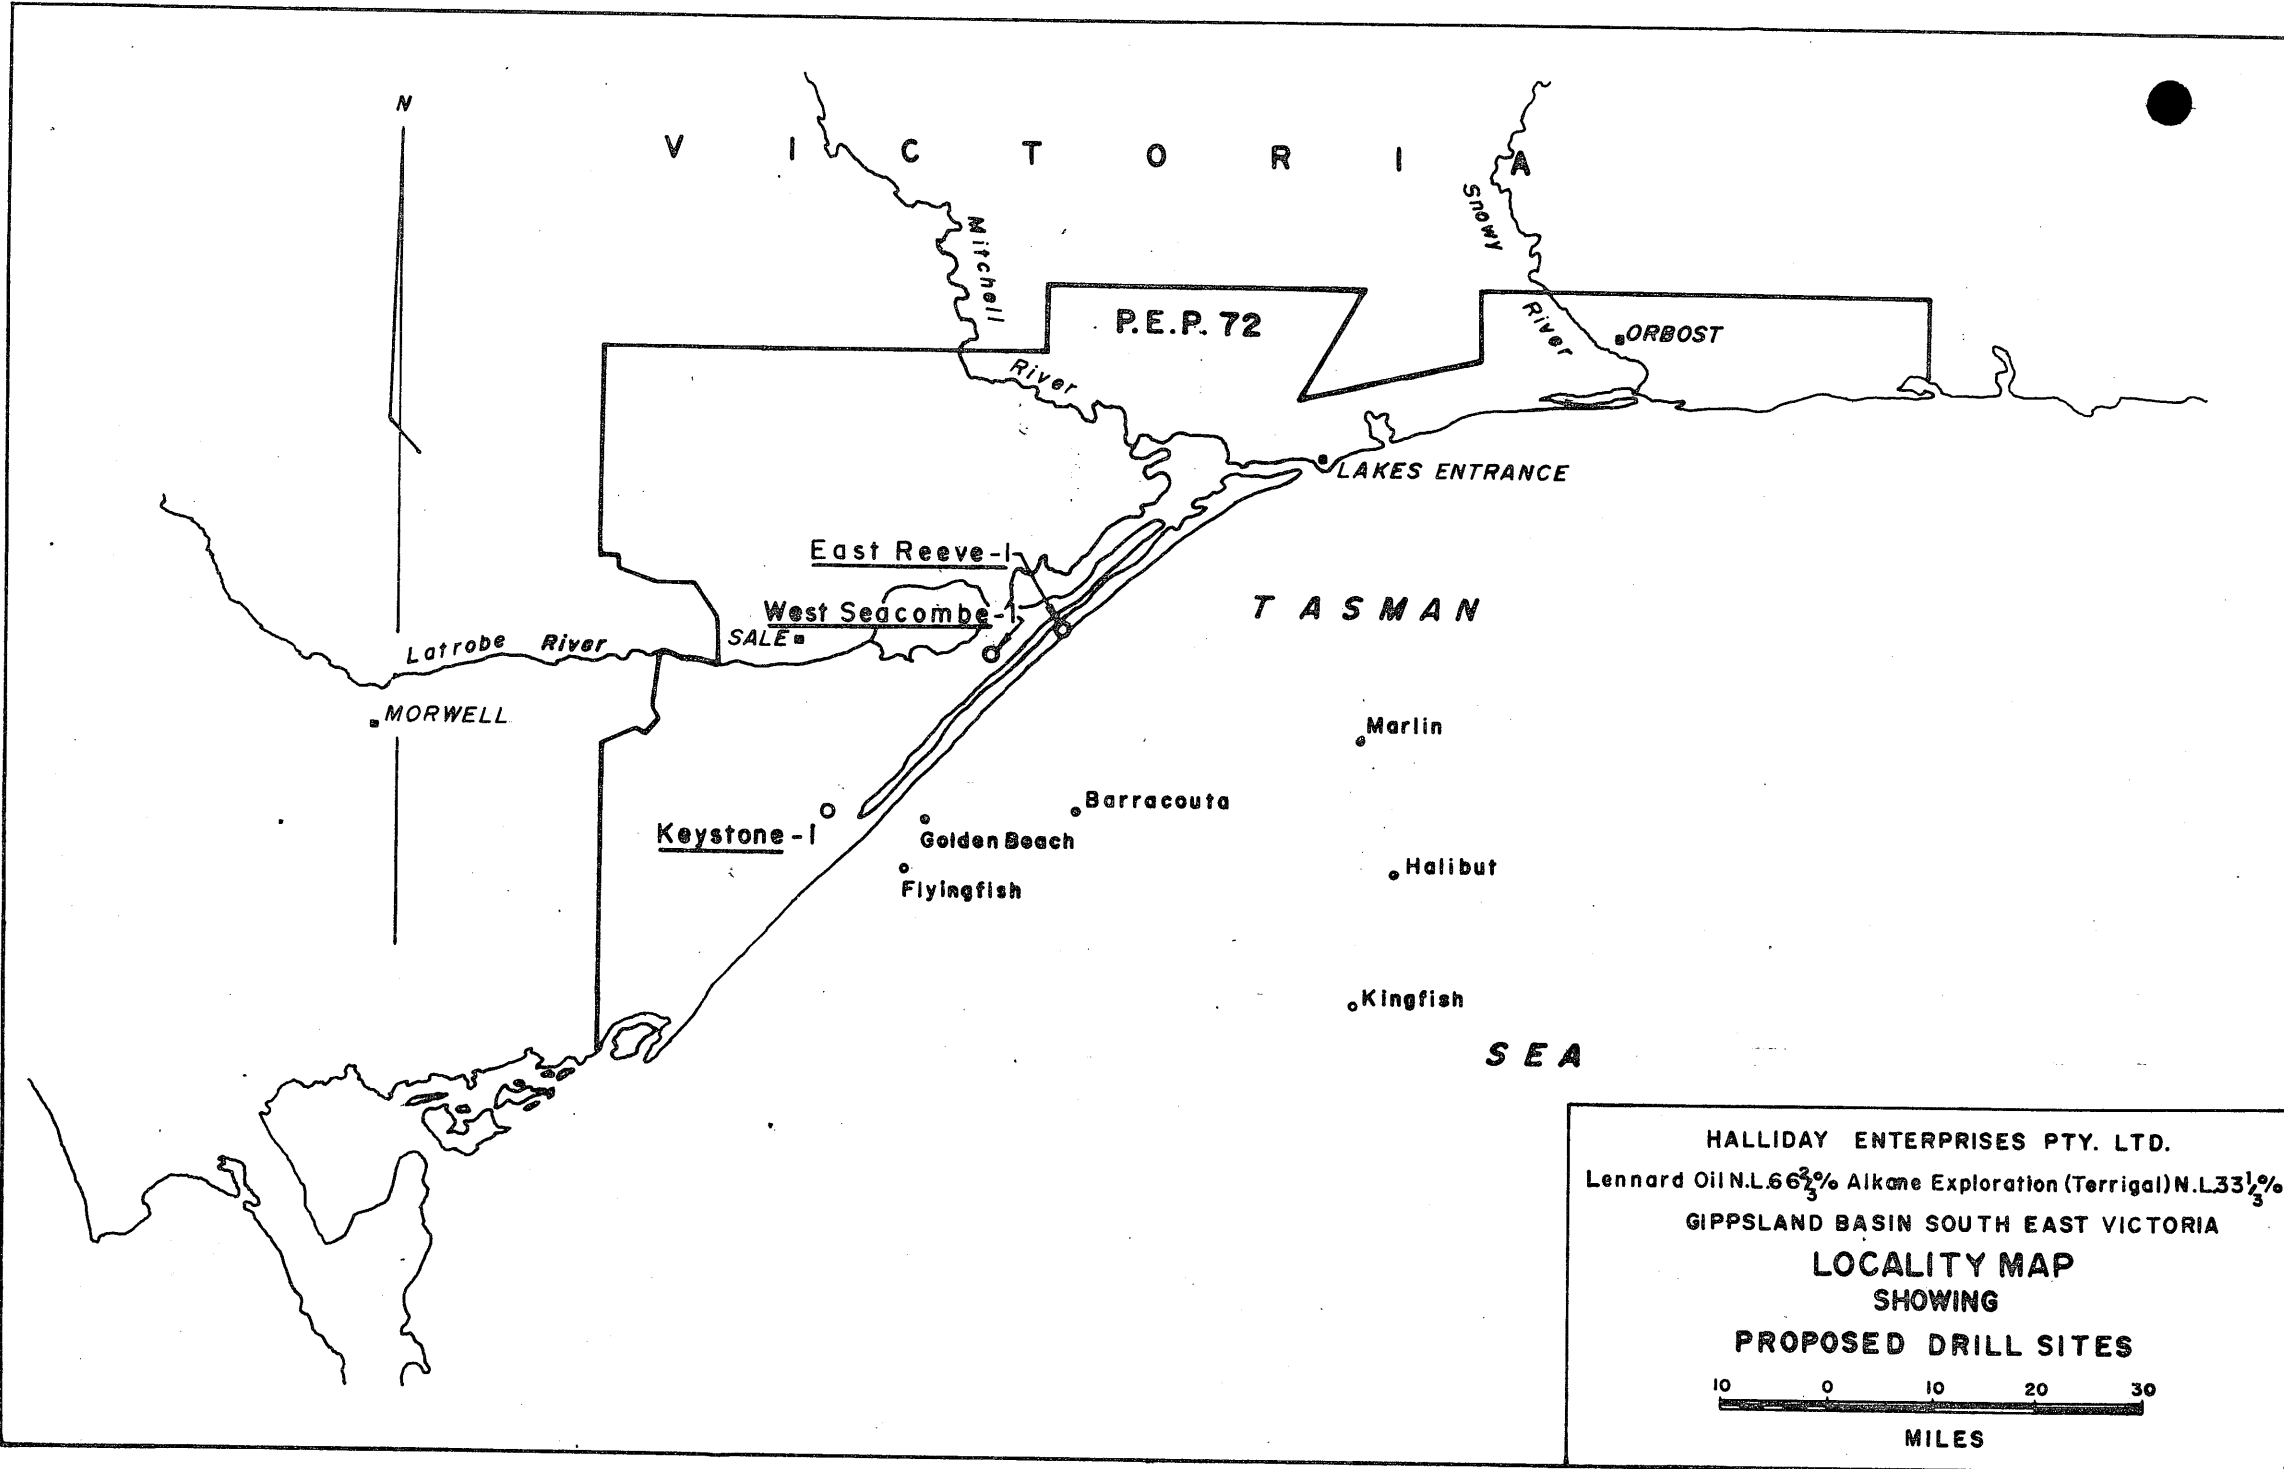 N
VICTORIA
Mitchell
River
Snowy
River
P.E.P. 72
ORBOST
LAKES ENTRANCE
East Reeve-1
West Seacombe-1
TASMAN
SALE
Latrobe River
MORWELL
Marlin
Barracouta
Keystone-1
Golden Beach
Halibut
Flyingfish
Kingfish
SEA
HALLIDAY ENTERPRISES PTY. LTD.
Lennard Oil N.L. 66⅔% Alkane Exploration (Terrigal) N.L. 33⅓%
GIPPSLAND BASIN SOUTH EAST VICTORIA
LOCALITY MAP
SHOWING
PROPOSED DRILL SITES
10 0 10 20 30
MILES